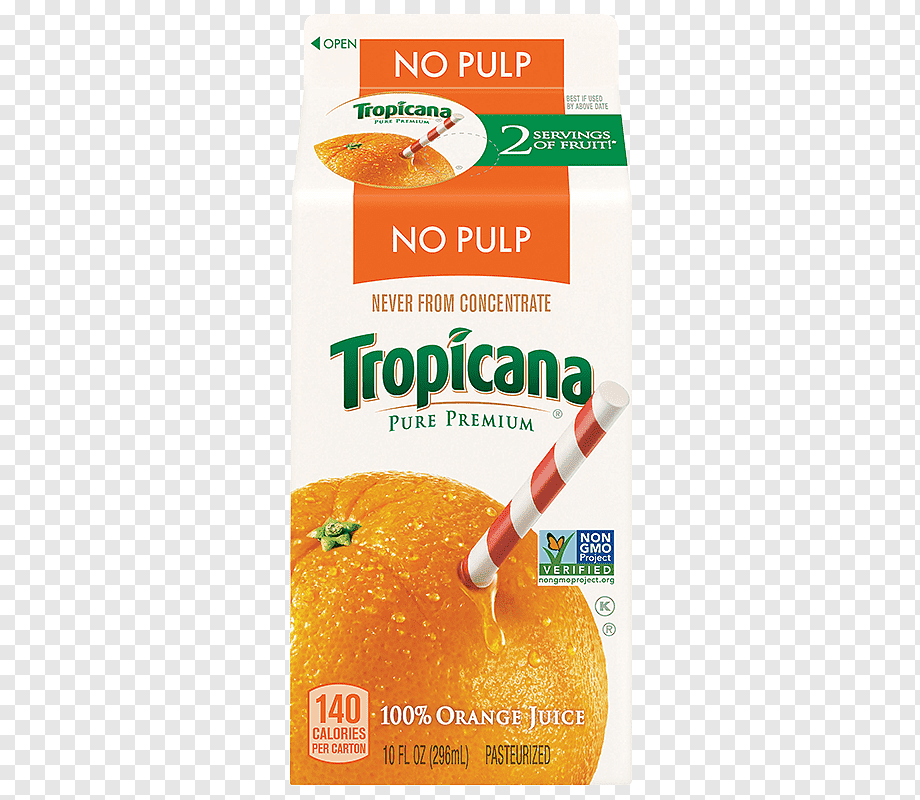 OPEN
NO PULP
BEST IF USED
BY ABOVE DATE
Tropicana
PURE PREMIUM
2 SERVINGS
OF FRUIT!*
NO PULP
NEVER FROM CONCENTRATE
Tropicana
PURE PREMIUM
®
NON
GMO
Project
VERIFIED
nongmoproject.org
K
®
140
CALORIES
PER CARTON
100% ORANGE JUICE
10 FL OZ (296mL) PASTEURIZED